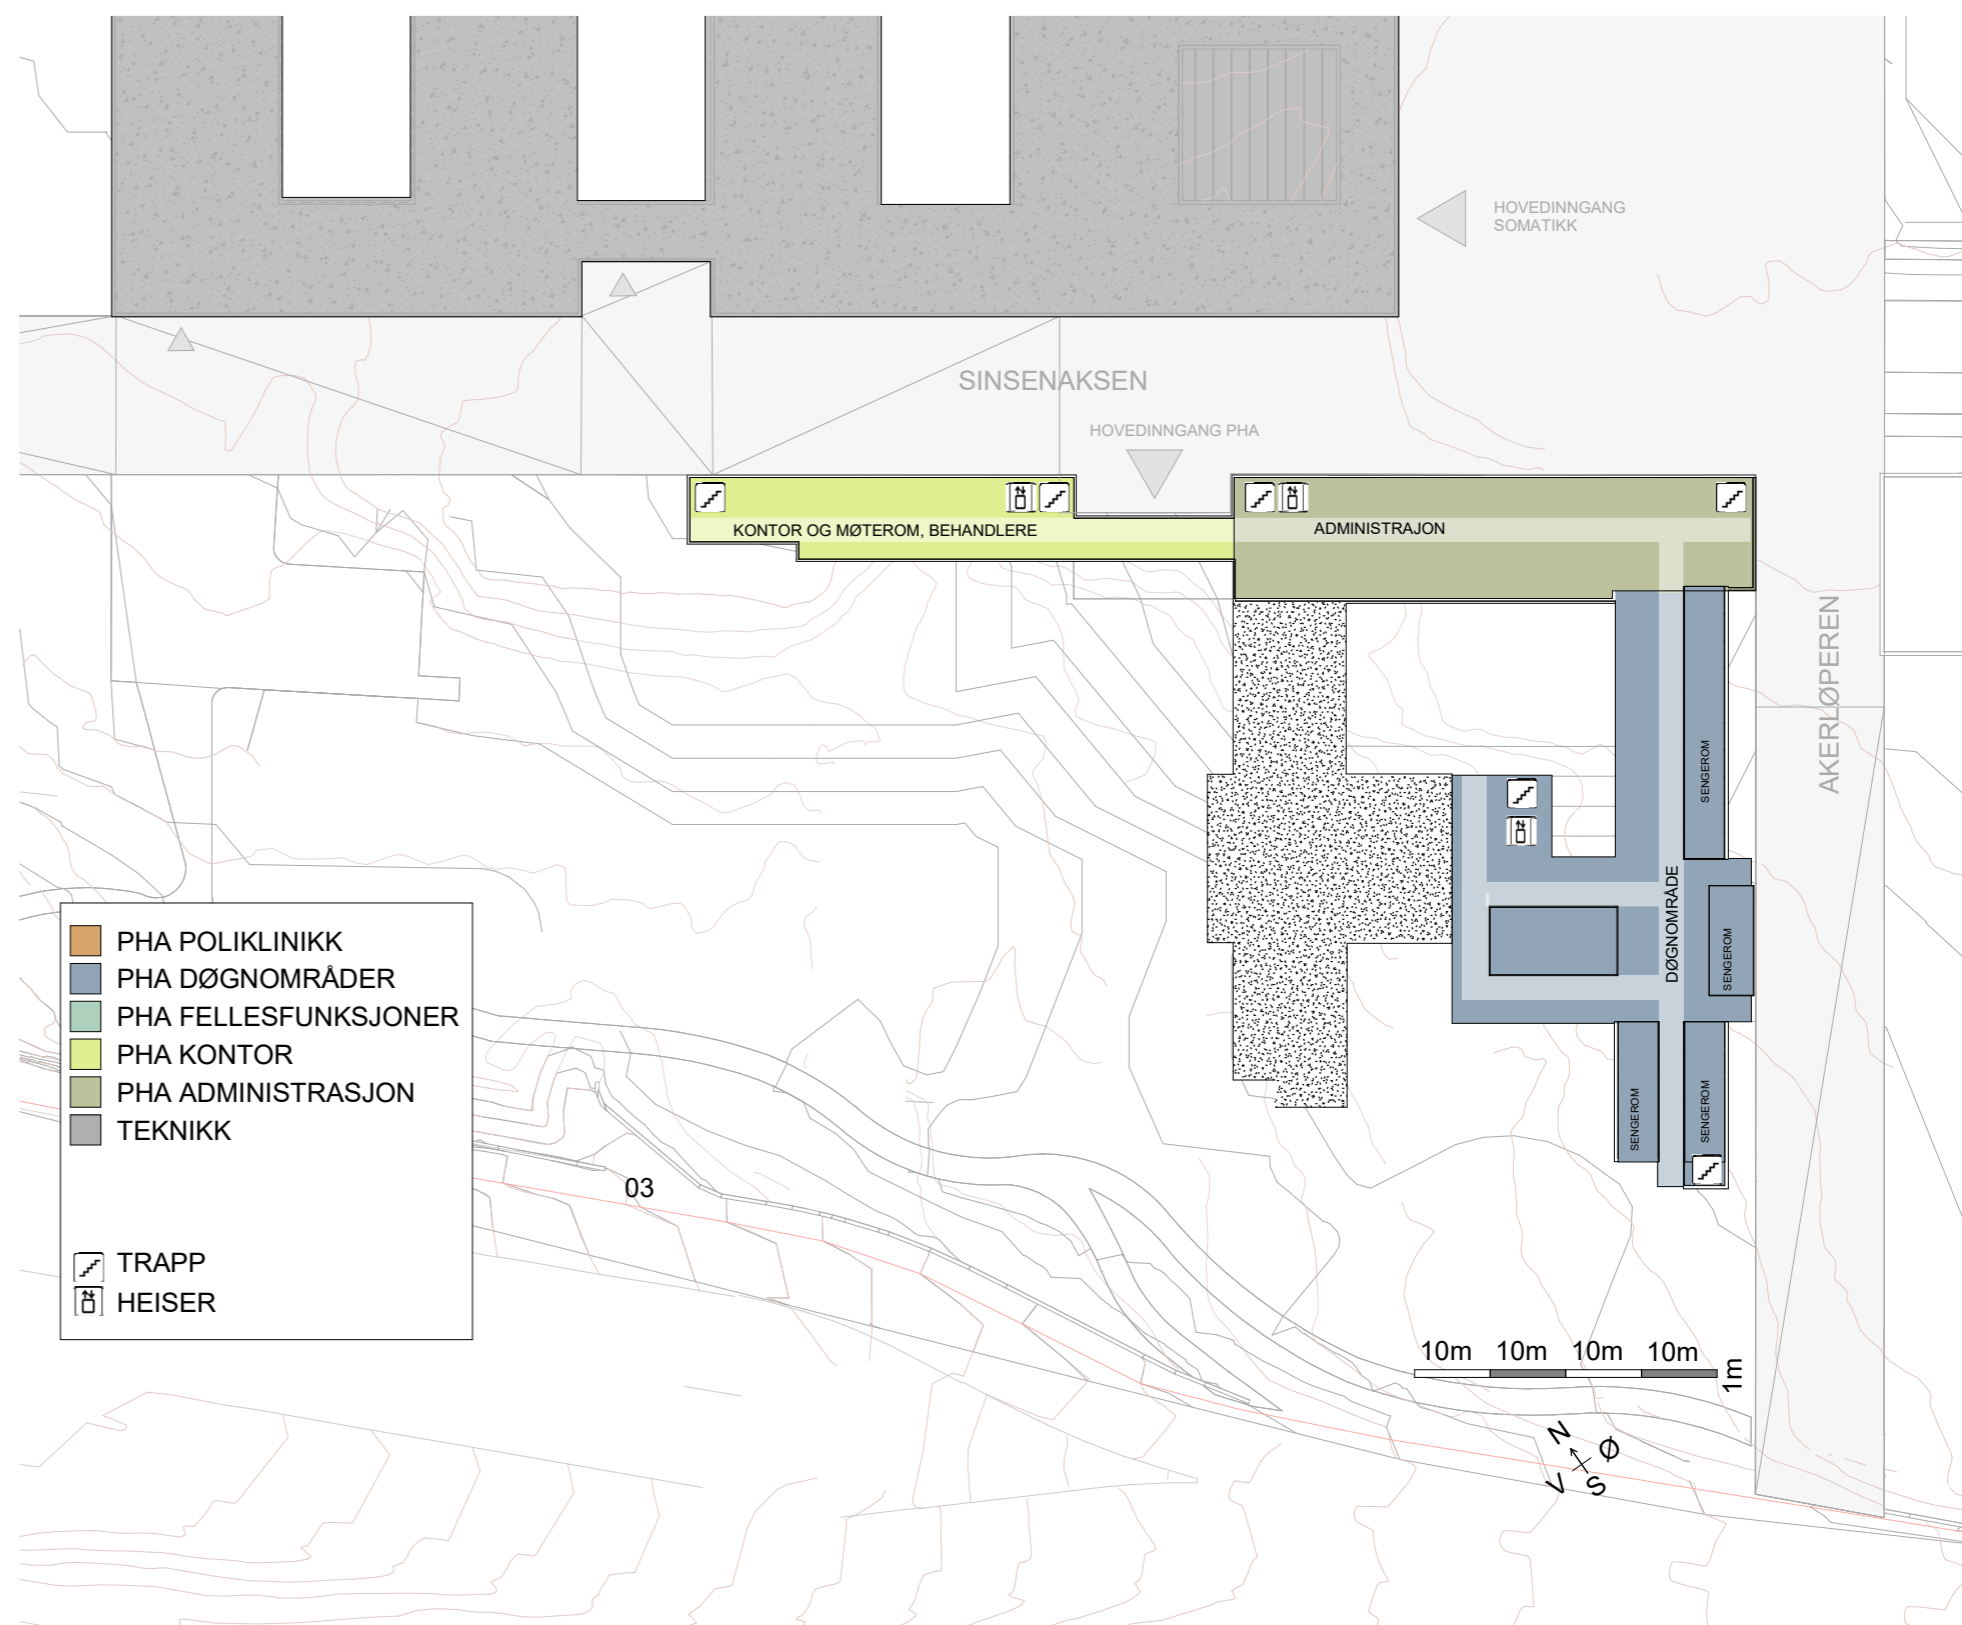 HOVEDINNGANG
SOMATIKK
SINSENAKSEN
HOVEDINNGANG PHA
KONTOR OG MØTEROM, BEHANDLERE
ADMINISTRAJON
AKERLØPEREN
SENGEROM
DØGNOMRÅDE
SENGEROM
SENGEROM
SENGEROM
PHA POLIKLINIKK
PHA DØGNOMRÅDER
PHA FELLESFUNKSJONER
PHA KONTOR
PHA ADMINISTRASJON
TEKNIKK
TRAPP
HEISER
03
10m 10m 10m 10m
1m
N
Ø
V
S